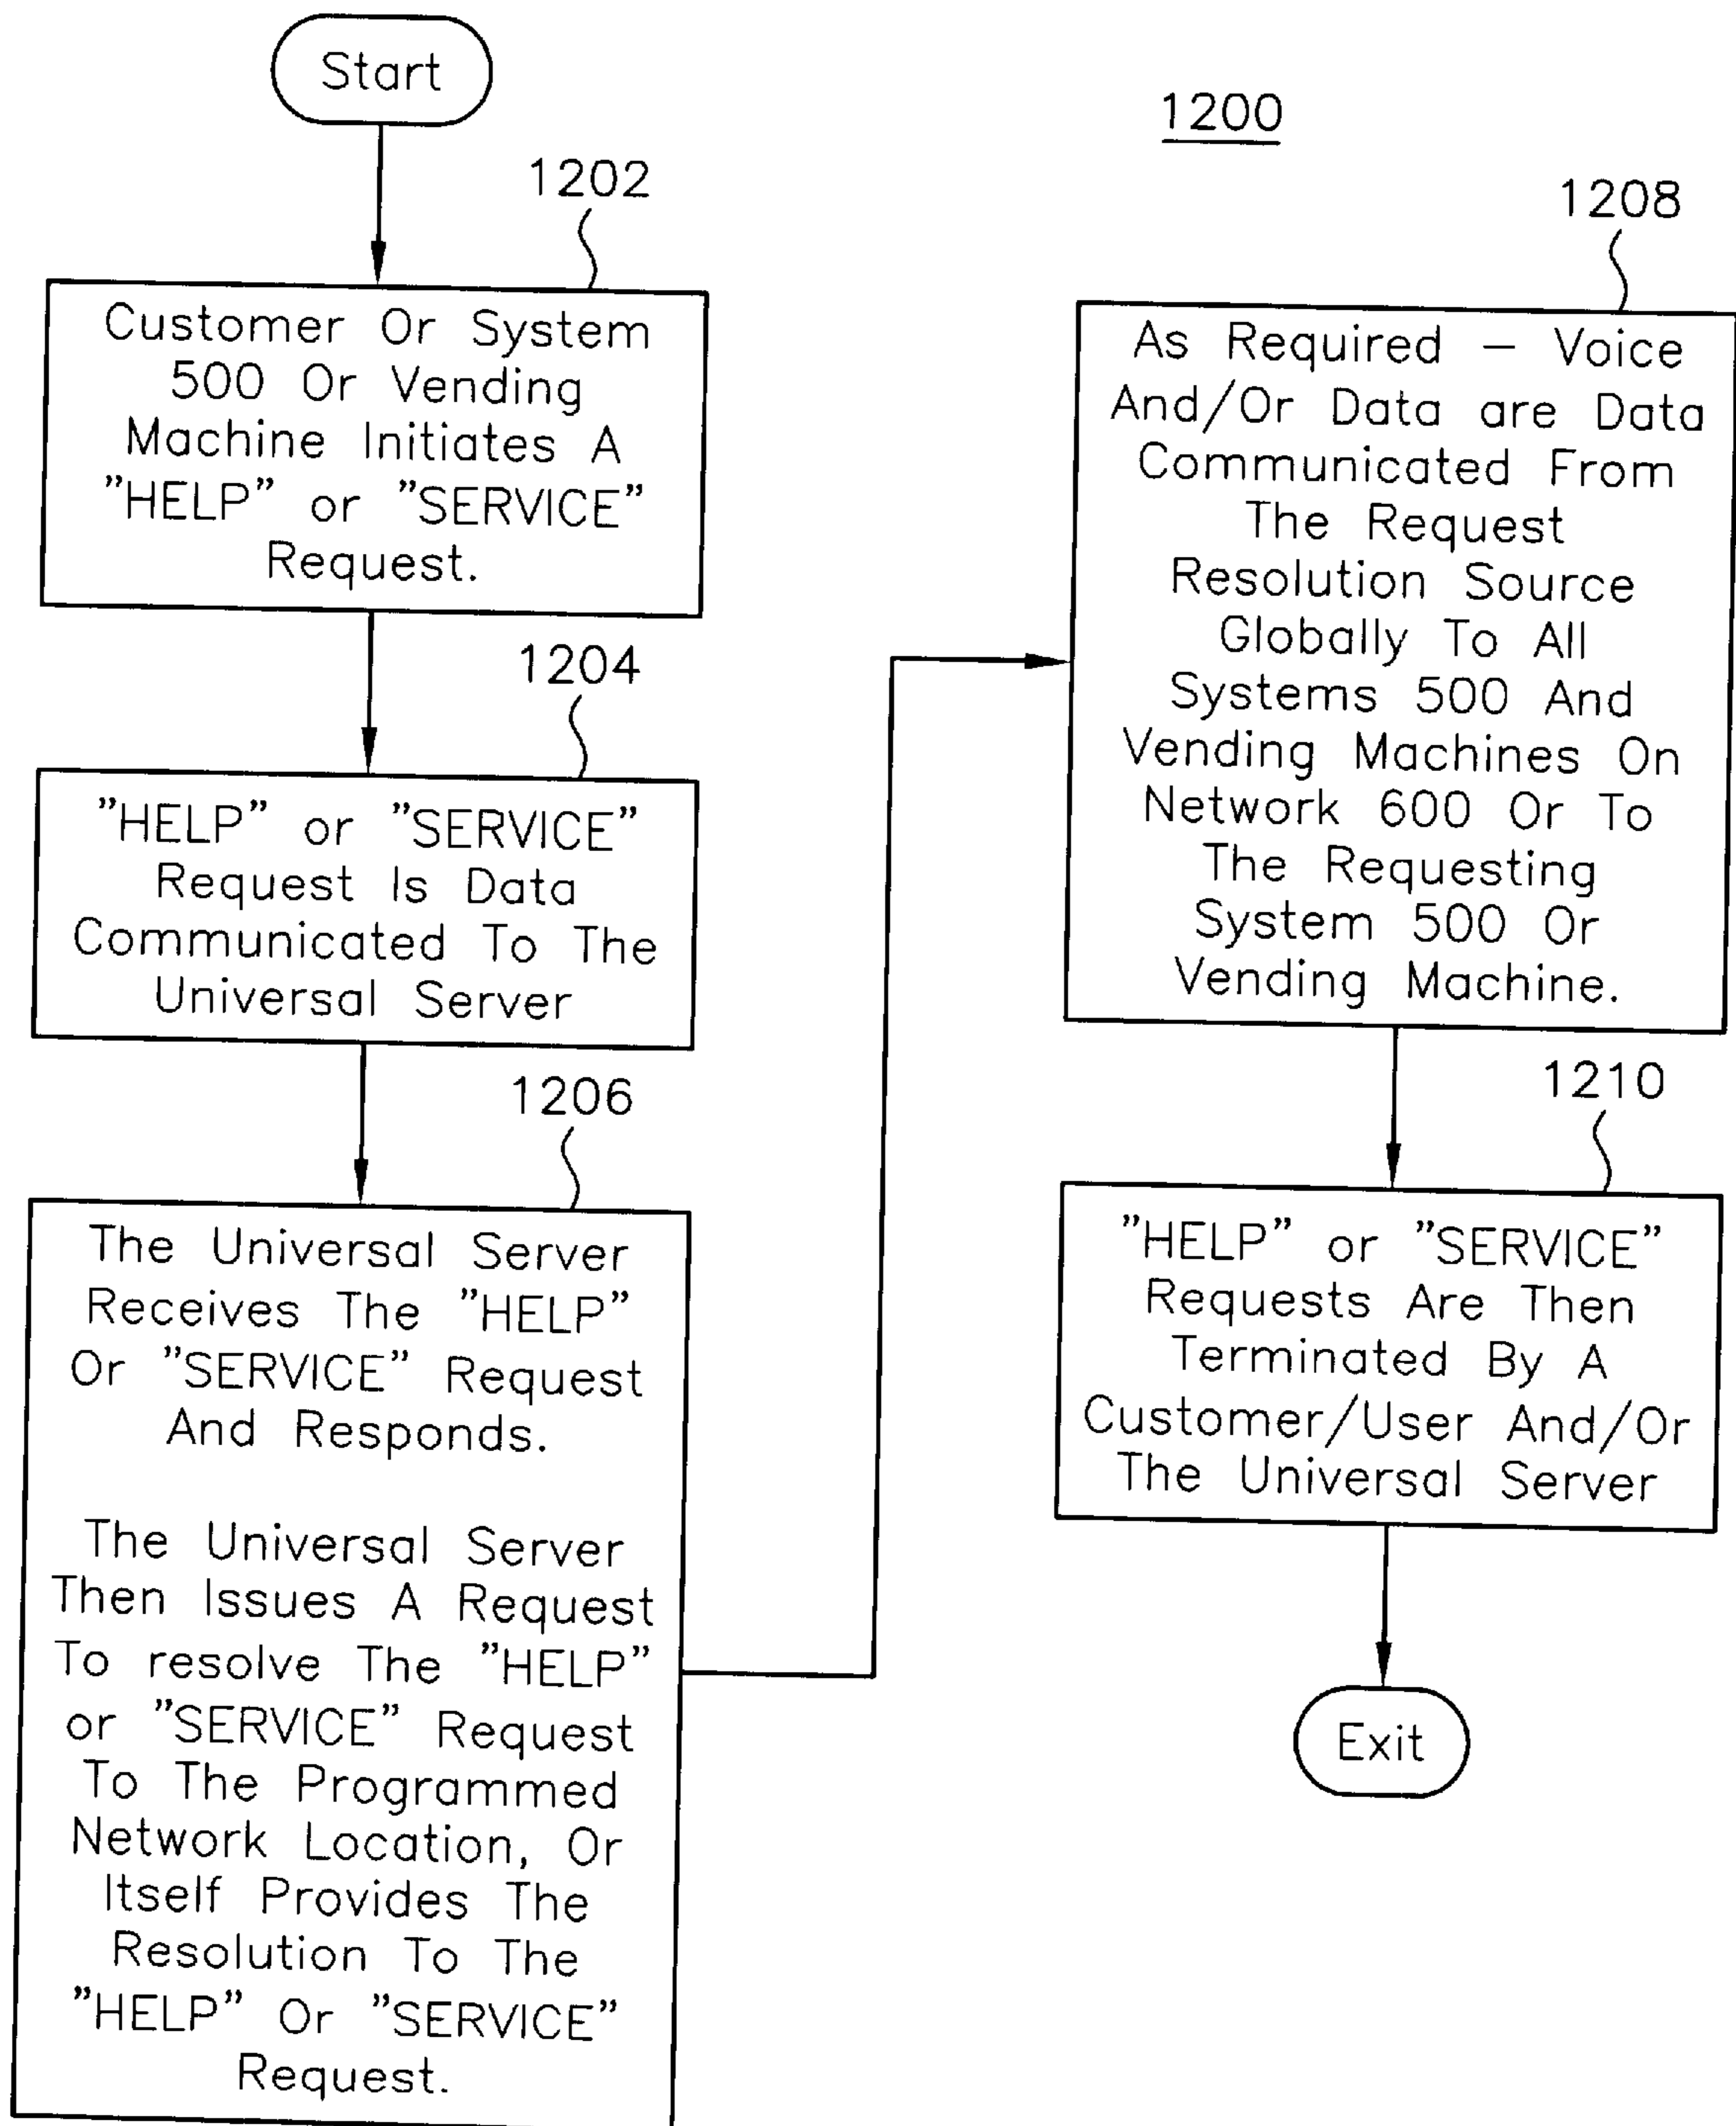 Start
1200
1202
Customer Or System
500 Or Vending
Machine Initiates A
"HELP" or "SERVICE"
Request.
1204
"HELP" or "SERVICE"
Request Is Data
Communicated To The
Universal Server
1206
The Universal Server
Receives The "HELP"
Or "SERVICE" Request
And Responds.
The Universal Server
Then Issues A Request
To resolve The "HELP"
or "SERVICE" Request
To The Programmed
Network Location, Or
Itself Provides The
Resolution To The
"HELP" Or "SERVICE"
Request.
1208
As Required – Voice
And/Or Data are Data
Communicated From
The Request
Resolution Source
Globally To All
Systems 500 And
Vending Machines On
Network 600 Or To
The Requesting
System 500 Or
Vending Machine.
1210
"HELP" or "SERVICE"
Requests Are Then
Terminated By A
Customer/User And/Or
The Universal Server
Exit